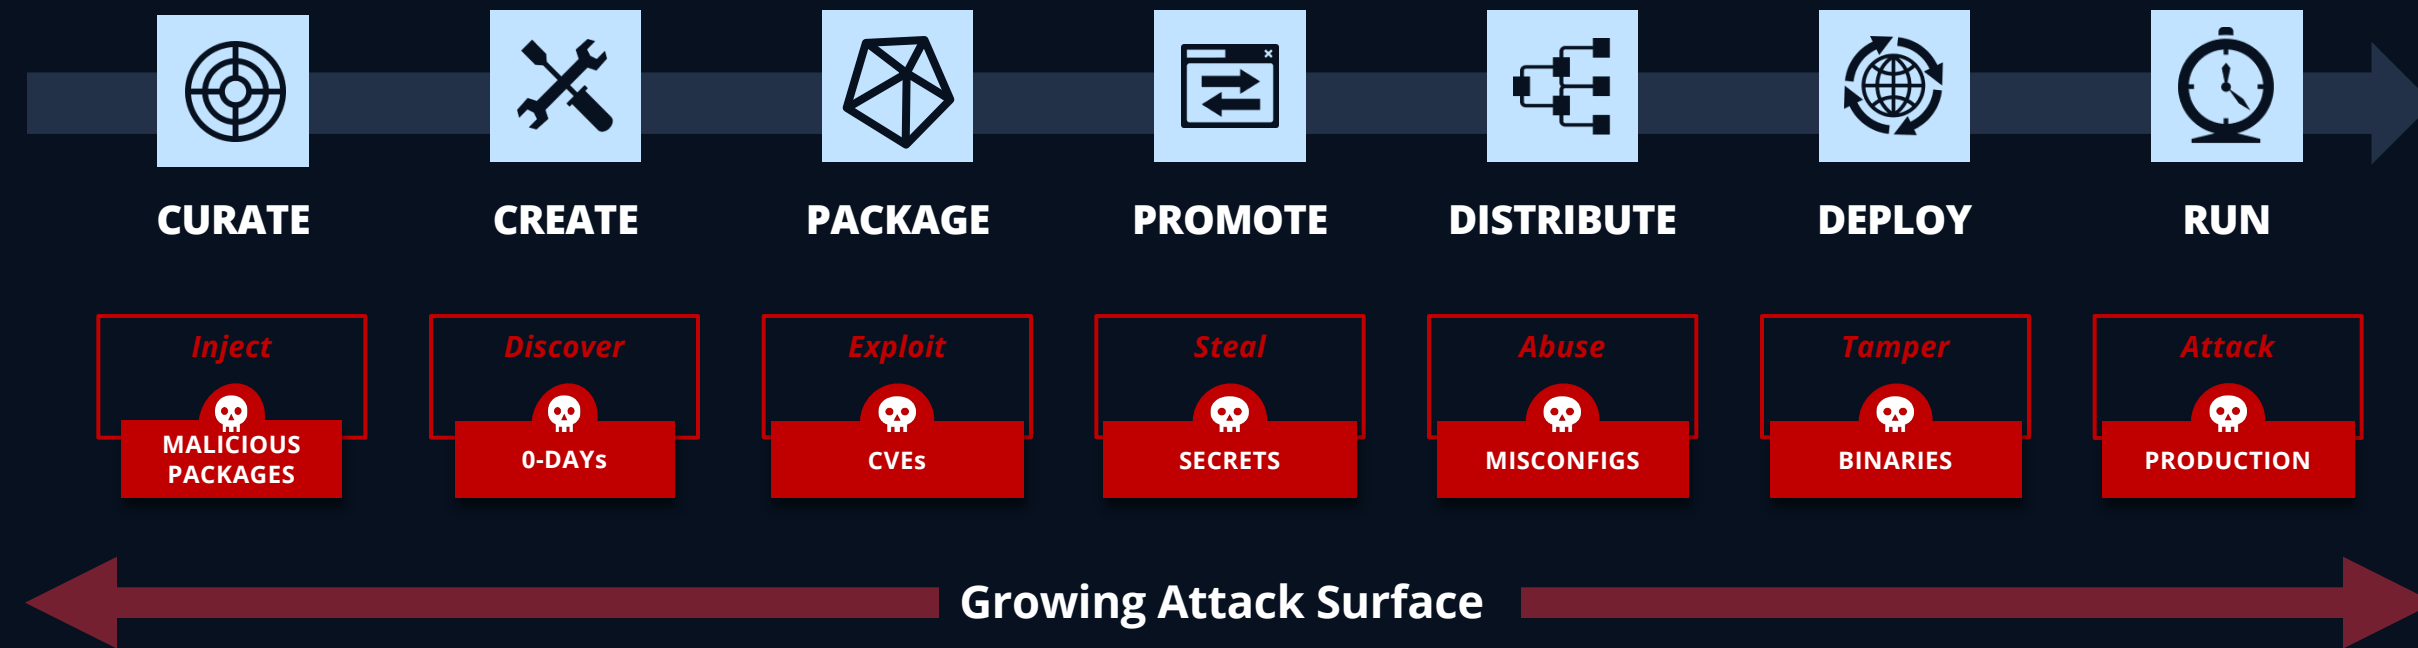 CURATE
CREATE
PACKAGE
PROMOTE
DISTRIBUTE
DEPLOY
RUN
Inject
MALICIOUS
PACKAGES
Discover
0-DAYs
Exploit
CVEs
Steal
SECRETS
Abuse
MISCONFIGS
Tamper
BINARIES
Attack
PRODUCTION
Growing Attack Surface